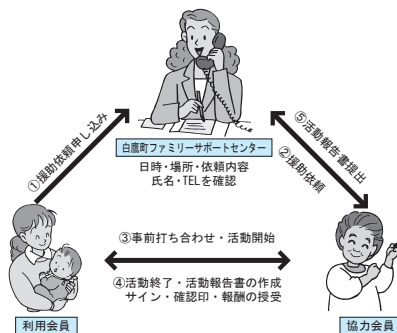 ①援助依頼申し込み
白鷹町ファミリーサポートセンター
日時・場所・依頼内容
氏名・TELを確認
⑤活動報告書提出
②援助依頼
③事前打ち合わせ・活動開始
④活動終了・活動報告書の作成
サイン・確認印・報酬の授受
利用会員
協力会員